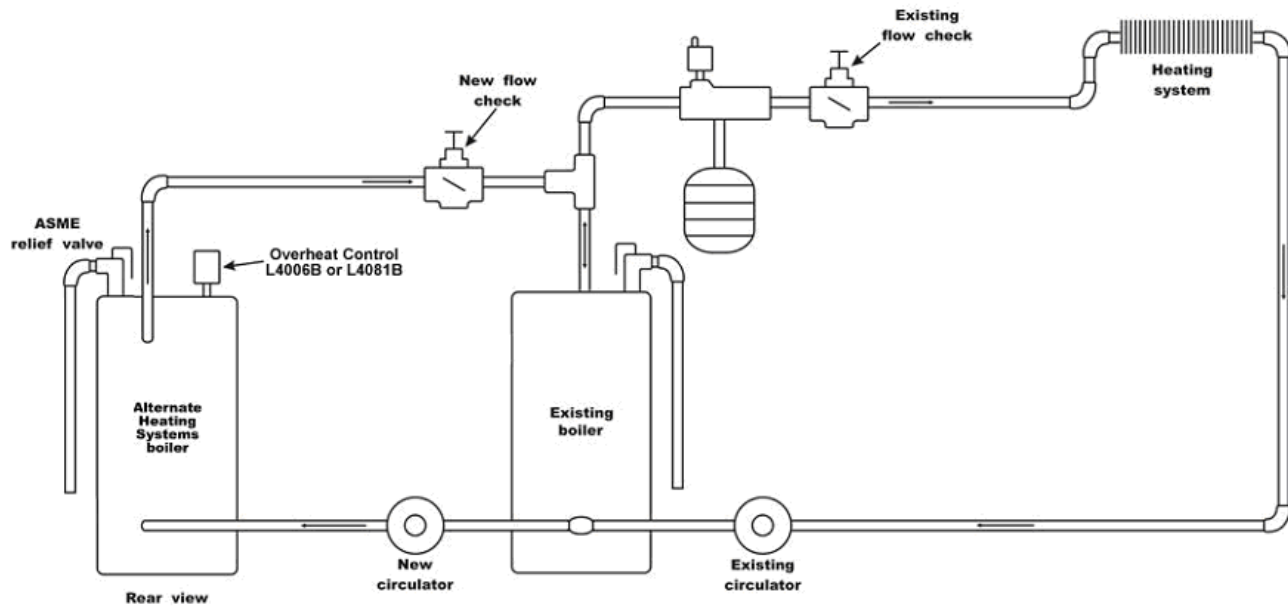 Existing
flow check
New flow
check
Heating
system
ASME
relief valve
Overheat Control
L4006B or L4081B
Alternate
Heating
Systems
boiler
Existing
boiler
New
circulator
Existing
circulator
Rear view